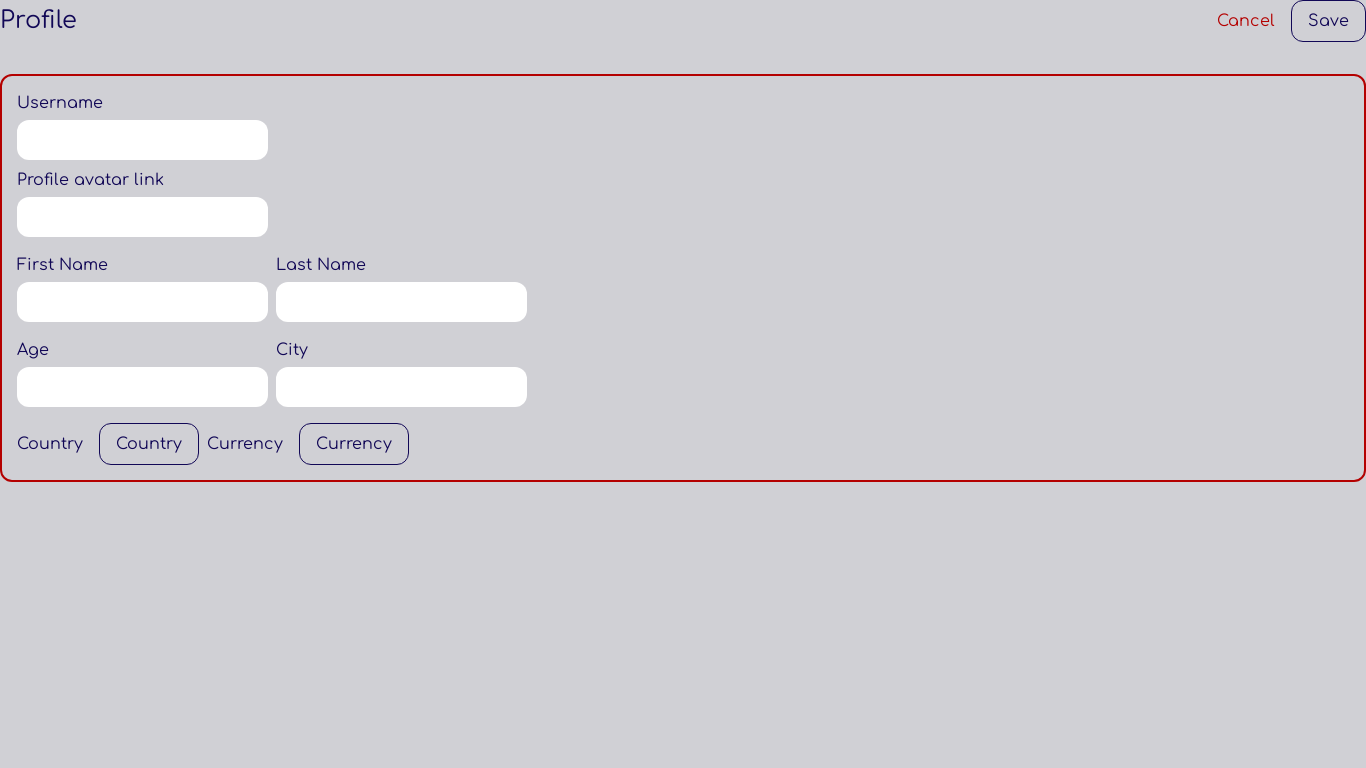 Profile Cancel Save
Username
Profile avatar link
First Name Last Name
Age City
Country Country Currency Currency